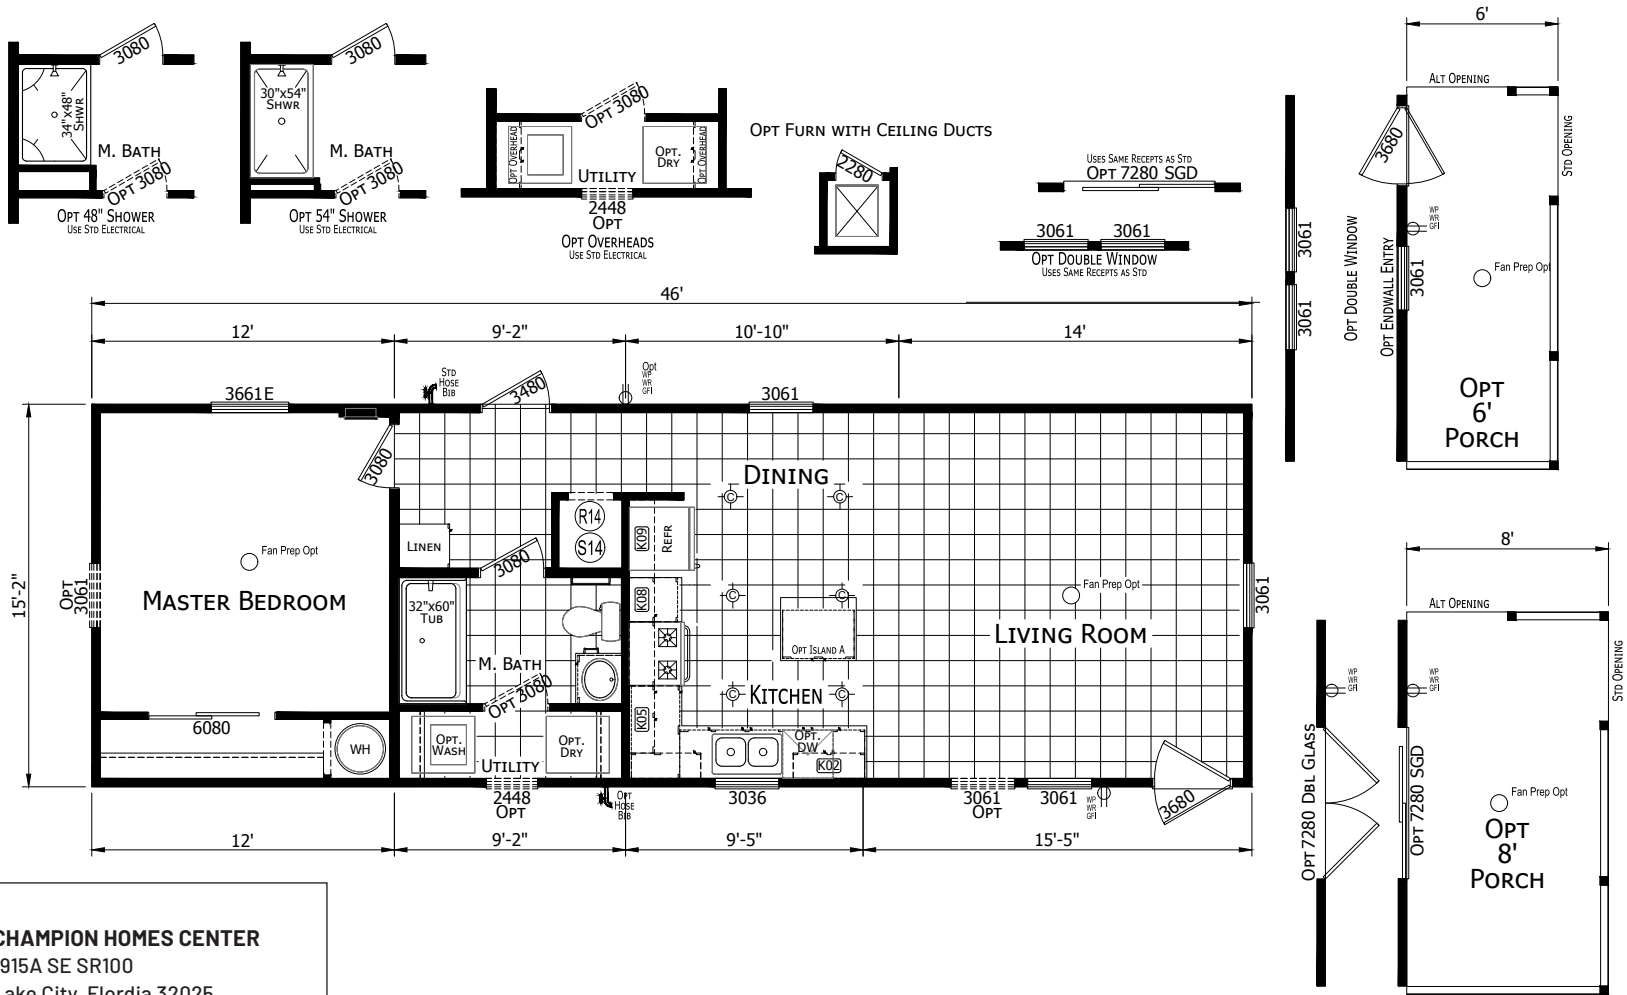 3080
34"x48"
SHWR
M. BATH
OPT 3080
OPT 48" SHOWER
USE STD ELECTRICAL
3080
30"x54"
SHWR
M. BATH
OPT 3080
OPT 54" SHOWER
USE STD ELECTRICAL
OPT 3080
OPT OVERHEAD
OPT.
DRY
OPT OVERHEAD
UTILITY
2448
OPT
OPT OVERHEADS
USE STD ELECTRICAL
OPT FURN WITH CEILING DUCTS
2280
USES SAME RECEPTS AS STD
OPT 7280 SGD
3061 3061
OPT DOUBLE WINDOW
USES SAME RECEPTS AS STD
6'
ALT OPENING
STD OPENING
3680
3061
3061
OPT DOUBLE WINDOW
OPT ENDWALL ENTRY
3061
WP
WR
GFI
Fan Prep Opt
OPT
6'
PORCH
46'
12' 9'-2" 10'-10" 14'
3661E
STD
HOSE
BIB
3480
Opt
WP
WR
GFI
3061
15'-2"
3080
DINING
C C
LINEN
R14
S14
K09
REFR
Fan Prep Opt
OPT
3061
MASTER BEDROOM
3080
32"x60"
TUB
K08
C C
OPT ISLAND A
Fan Prep Opt
LIVING ROOM
3061
M. BATH
OPT 3080
KITCHEN
C C
K05
6080
WH
OPT.
WASH
OPT.
DRY
UTILITY
OPT.
DW
K02
2448
OPT
OPT
HOSE
BIB
3036
3061
OPT
3061
WP
WR
GFI
3680
12' 9'-2" 9'-5" 15'-5"
8'
ALT OPENING
STD OPENING
WP
WR
GFI
WP
WR
GFI
OPT 7280 DBL GLASS
OPT 7280 SGD
Fan Prep Opt
OPT
8'
PORCH
CHAMPION HOMES CENTER
915A SE SR100
Lake City, Flordia 32025